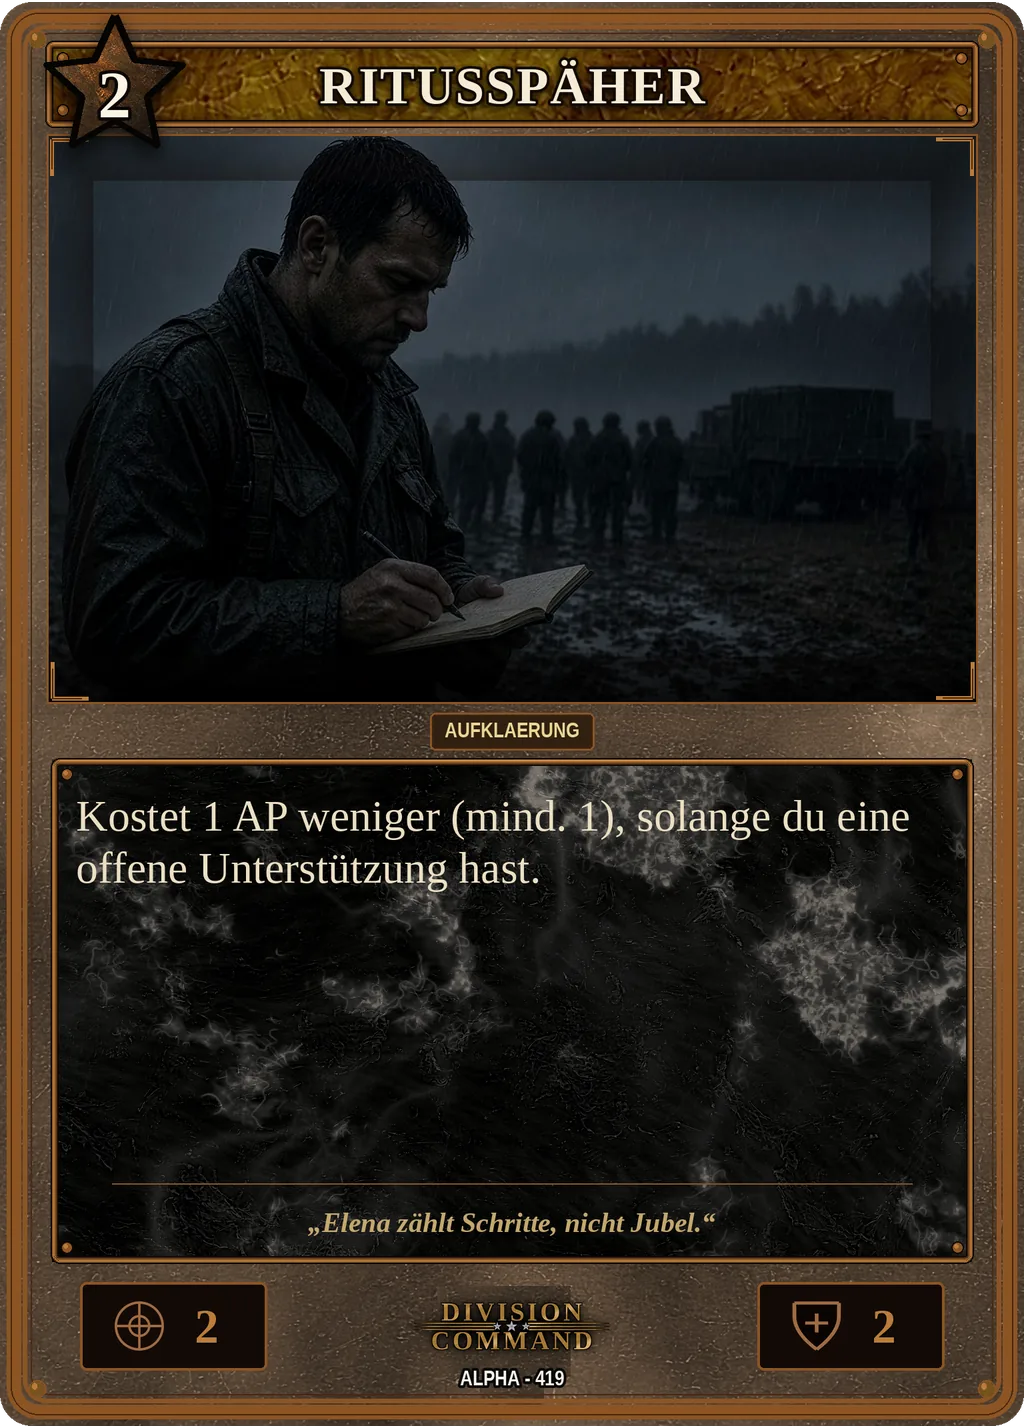 2
RITUSSPÄHER
AUFKLAERUNG
Kostet 1 AP weniger (mind. 1), solange du eine
offene Unterstützung hast.
„Elena zählt Schritte, nicht Jubel.“
2
DIVISION
COMMAND
ALPHA - 419
2